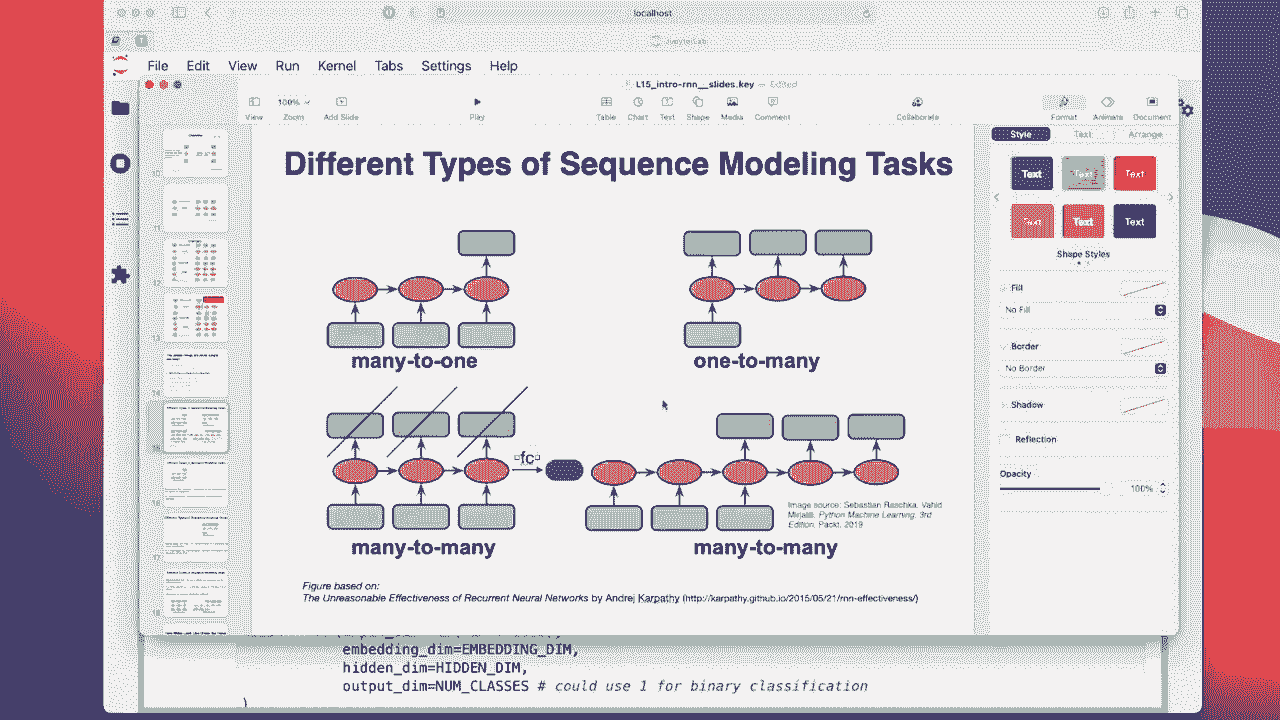 localhost
JupyterLab
File Edit View Run Kernel Tabs Settings Help
L15_intro-rnn__slides.key — Edited
100%
View Zoom Add Slide Play Table Chart Text Shape Media Comment Collaborate Format Animate Document
Style Text Arrange
Different Types of Sequence Modeling Tasks
Text Text Text
Text Text Text
Shape Styles
Fill
No Fill
Border
No Border
Shadow
Reflection
Opacity
100%
many-to-one
one-to-many
fc
Image source: Sebastian Raschka, Vahid
Mirjalili. Python Machine Learning. 3rd
Edition. Packt, 2019
many-to-many
many-to-many
Figure based on:
The Unreasonable Effectiveness of Recurrent Neural Networks by Andrej Karpathy (http://karpathy.github.io/2015/05/21/rnn-effectiveness/)
embedding_dim=EMBEDDING_DIM,
hidden_dim=HIDDEN_DIM,
output_dim=NUM_CLASSES # could use 1 for binary classification
)